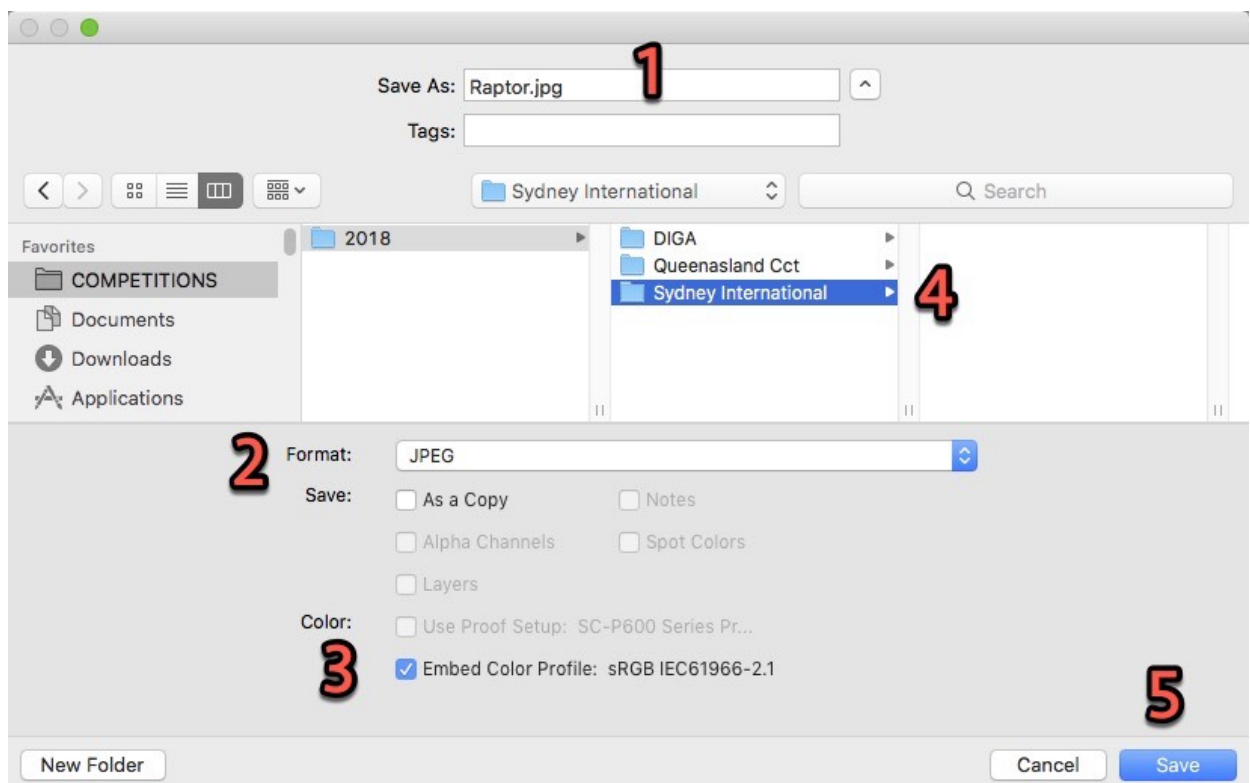 1
Save As: Raptor.jpg
Tags:
Sydney International
Search
Favorites
COMPETITIONS
Documents
Downloads
Applications
2018
DIGA
Queenasland Cct
Sydney International
4
2 Format: JPEG
Save: As a Copy Notes
Alpha Channels Spot Colors
Layers
Color: Use Proof Setup: SC-P600 Series Pr...
3 Embed Color Profile: sRGB IEC61966-2.1
5
New Folder Cancel Save